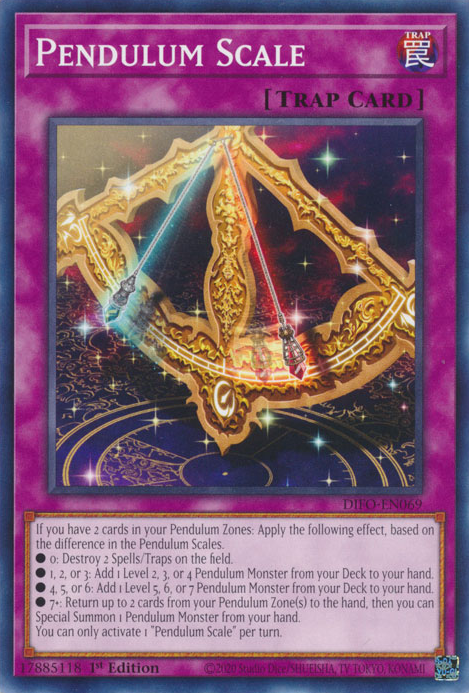 PENDULUM SCALE
TRAP
罠
[TRAP CARD]
DIFO-EN069
If you have 2 cards in your Pendulum Zones: Apply the following effect, based on
the difference in the Pendulum Scales.
● 0: Destroy 2 Spells/Traps on the field.
● 1, 2, or 3: Add 1 Level 2, 3, or 4 Pendulum Monster from your Deck to your hand.
● 4, 5, or 6: Add 1 Level 5, 6, or 7 Pendulum Monster from your Deck to your hand.
● 7+: Return up to 2 cards from your Pendulum Zone(s) to the hand, then you can
Special Summon 1 Pendulum Monster from your hand.
You can only activate 1 "Pendulum Scale" per turn.
17885118 1st Edition ©2020 Studio Dice/SHUEISHA, TV TOKYO, KONAMI